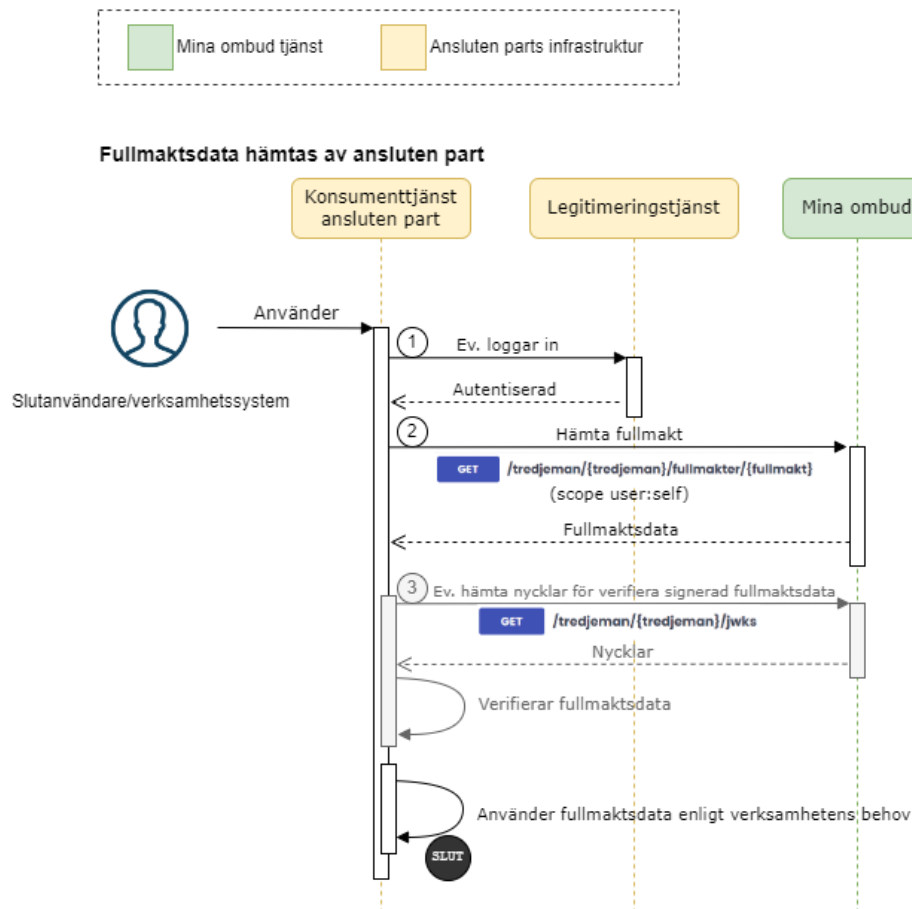 Mina ombud tjänst
Ansluten parts infrastruktur
Fullmaktsdata hämtas av ansluten part
Konsumenttjänst
ansluten part
Legitimeringstjänst
Mina ombud
Använder
Slutanvändare/verksamhetssystem
1
Ev. loggar in
Autentiserad
2
Hämta fullmakt
GET /tredjeman/{tredjeman}/fullmakter/{fullmakt}
(scope user:self)
Fullmaktsdata
3
Ev. hämta nycklar för verifiera signerad fullmaktsdata
GET /tredjeman/{tredjeman}/jwks
Nycklar
Verifierar fullmaktsdata
Använder fullmaktsdata enligt verksamhetens behov
SLUT